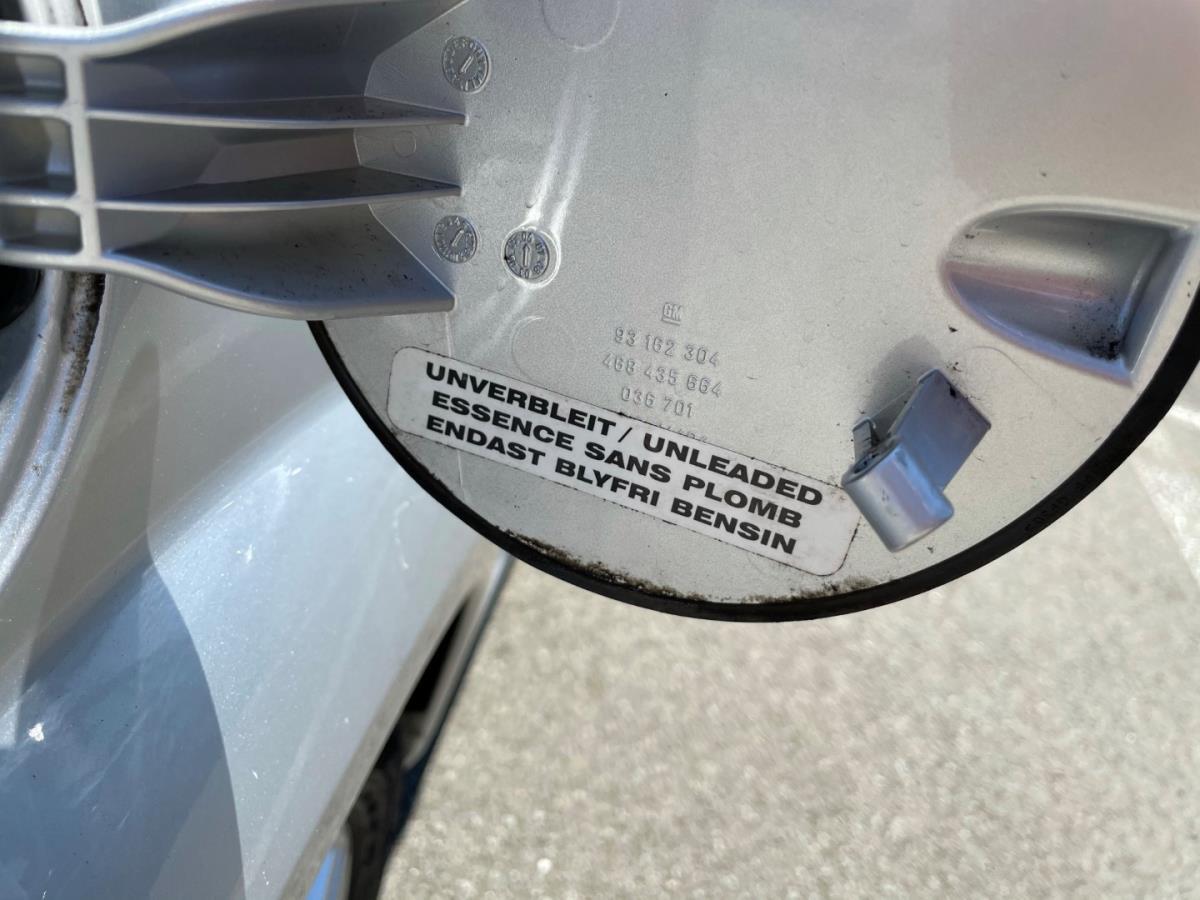 GM
93 162 304
468 435 664
036 701
UNVERBLEIT / UNLEADED
ESSENCE SANS PLOMB
ENDAST BLYFRI BENSIN